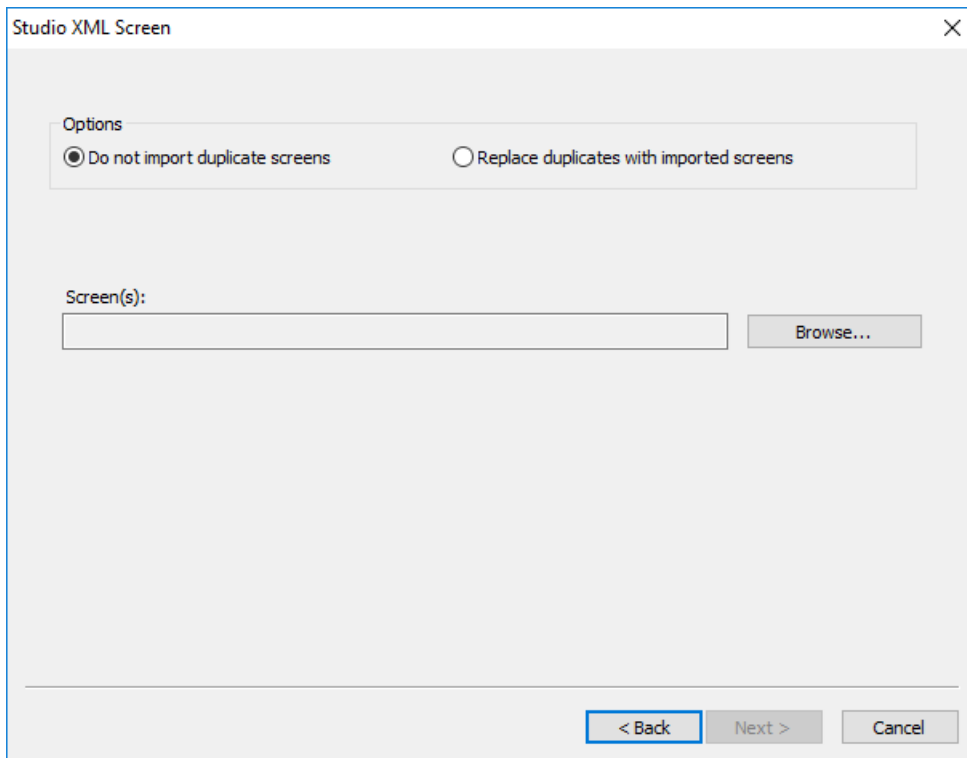 Studio XML Screen
Options
Do not import duplicate screens Replace duplicates with imported screens
Screen(s):
Browse...
< Back Next > Cancel